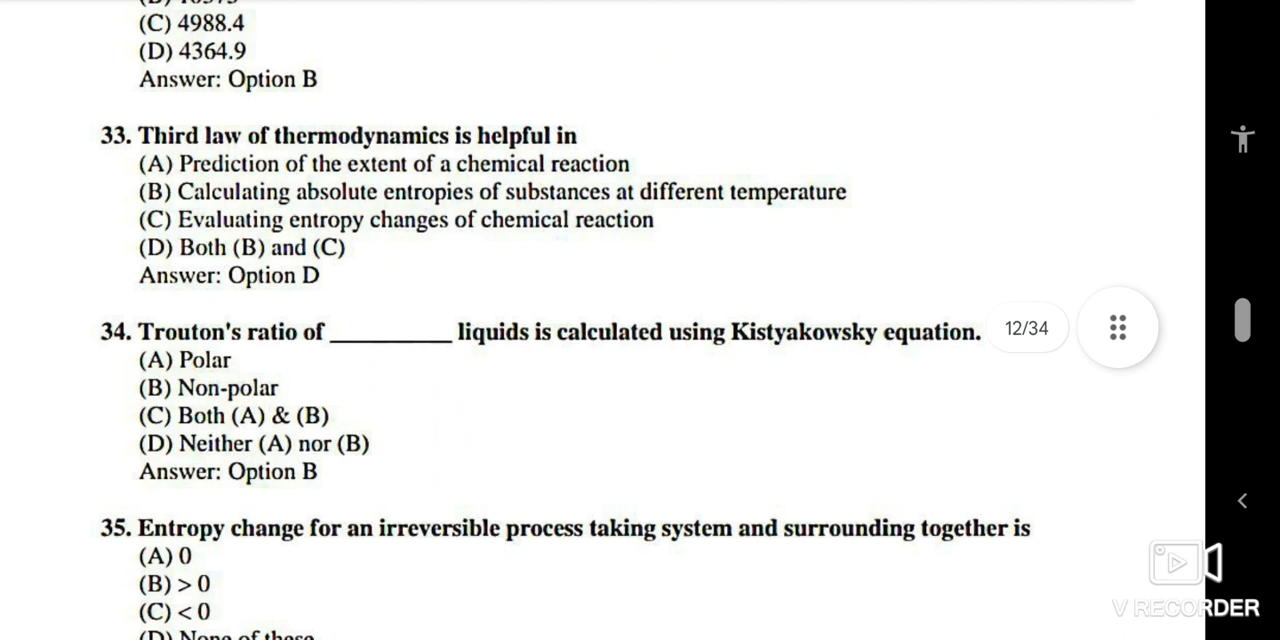 (C) 4988.4
(D) 4364.9
Answer: Option B
33. Third law of thermodynamics is helpful in
(A) Prediction of the extent of a chemical reaction
(B) Calculating absolute entropies of substances at different temperature
(C) Evaluating entropy changes of chemical reaction
(D) Both (B) and (C)
Answer: Option D
34. Trouton's ratio of __________ liquids is calculated using Kistyakowsky equation.
12/34
(A) Polar
(B) Non-polar
(C) Both (A) & (B)
(D) Neither (A) nor (B)
Answer: Option B
35. Entropy change for an irreversible process taking system and surrounding together is
(A) 0
(B) > 0
(C) < 0
(D) None of these
V RECORDER